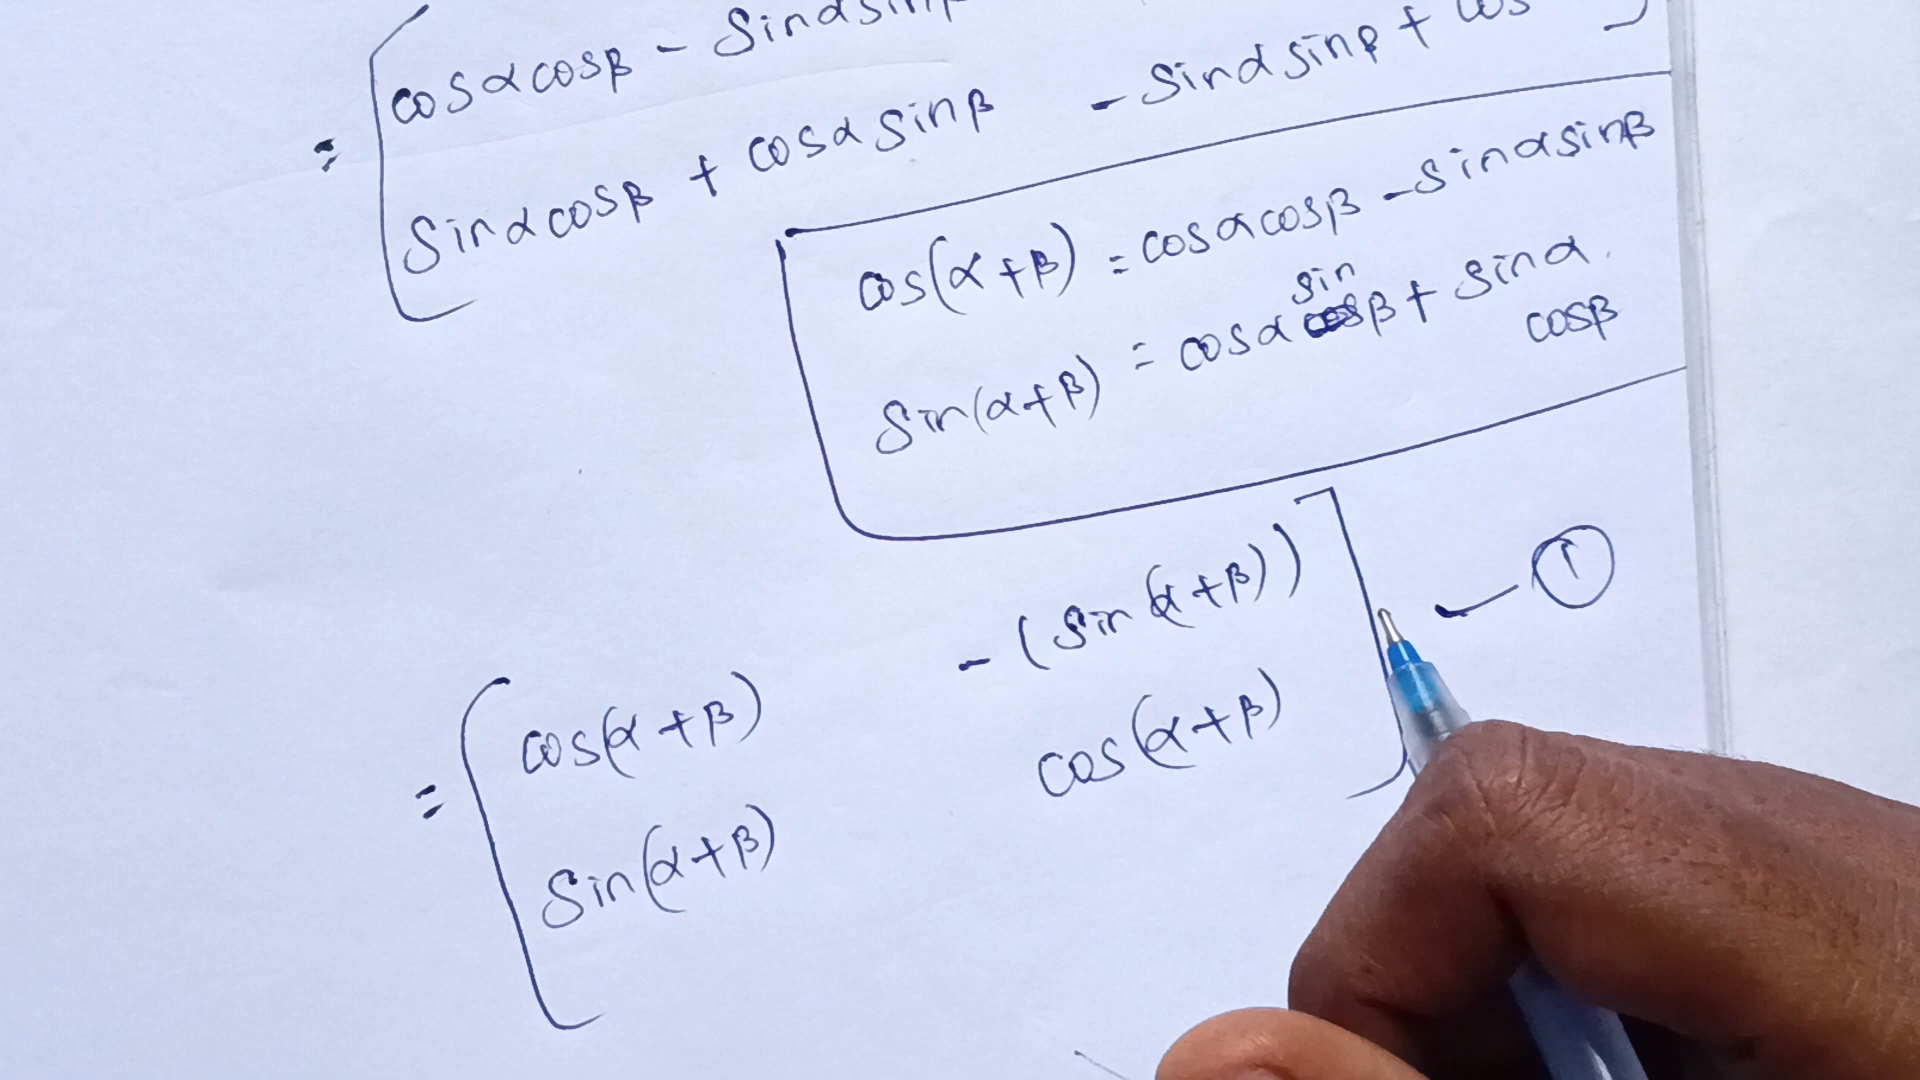 cosαcosβ - sinαsin
= sinαcosβ + cosαsinβ - sinαsinβ + cos
cos(α+β) = cosαcosβ - sinαsinβ
sin
sin(α+β) = cosα β + sinα.
cosβ
= cos(α+β) - (sin(α+β)) ] - ①
sin(α+β) cos(α+β)